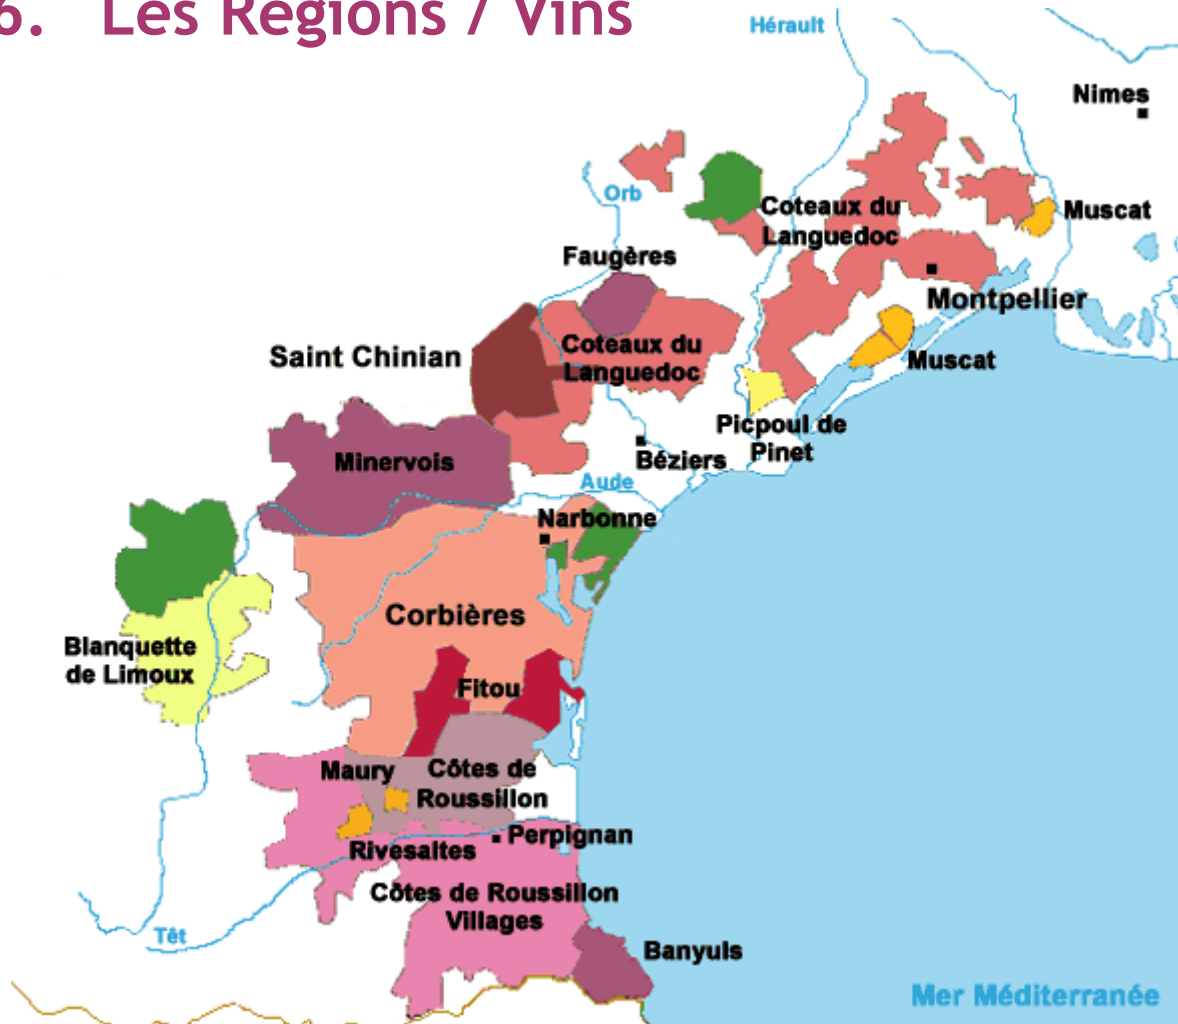 6. Les Régions / Vins
Hérault
Nimes
Orb
Coteaux du
Languedoc
Muscat
Faugères
Montpellier
Saint Chinian
Coteaux du
Languedoc
Muscat
Picpoul de
Pinet
Minervois
Béziers
Aude
Narbonne
Corbières
Blanquette
de Limoux
Fitou
Maury
Côtes de
Roussillon
Perpignan
Rivesaltes
Côtes de Roussillon
Villages
Têt
Banyuls
Mer Méditerranée